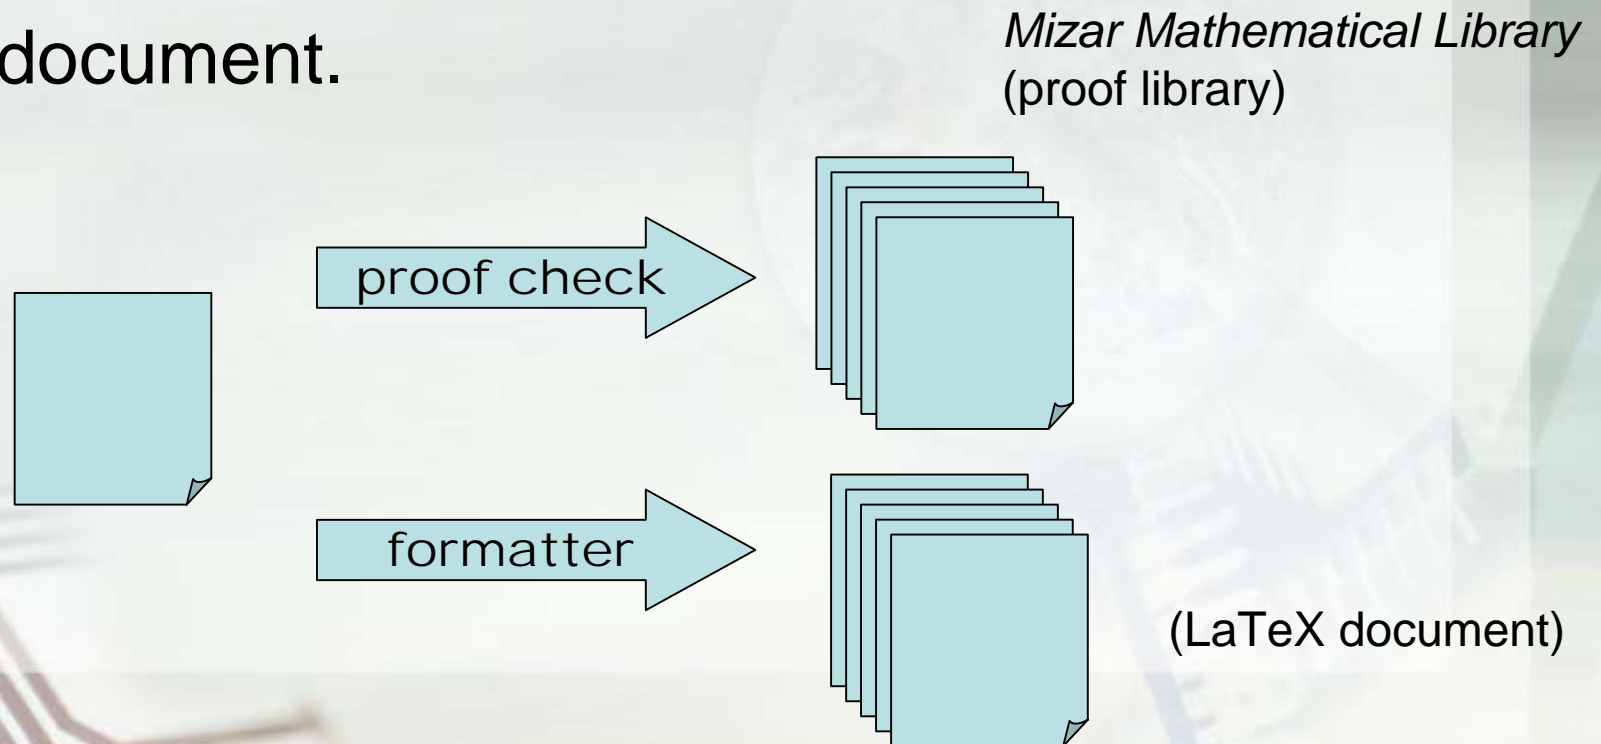 document.
Mizar Mathematical Library
(proof library)
proof check
formatter
(LaTeX document)